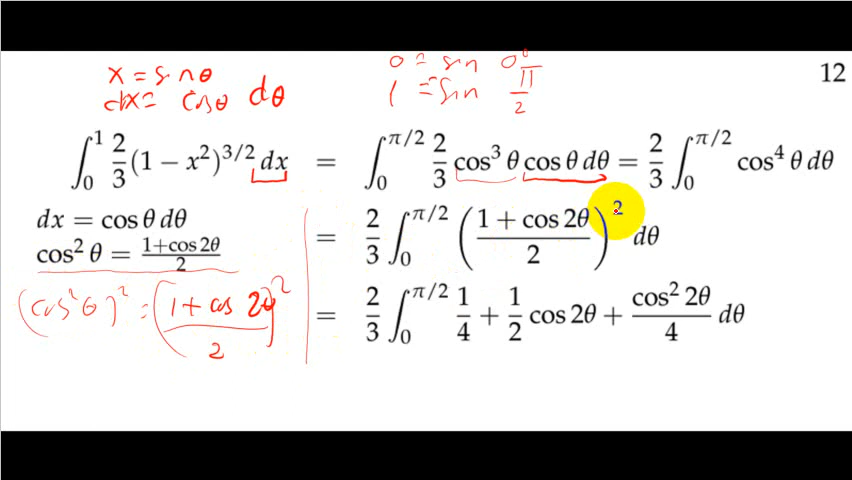 x = sin θ
dx = cos θ dθ
0 = sin 0°
1 = sin π/2
12
∫₀¹ 2/3 (1 − x²)^{3/2} dx = ∫₀^{π/2} 2/3 cos³ θ cos θ dθ = 2/3 ∫₀^{π/2} cos⁴ θ dθ
dx = cos θ dθ
cos² θ = (1+cos 2θ)/2
= 2/3 ∫₀^{π/2} ((1 + cos 2θ)/2)² dθ
(cos² θ)² = ((1 + cos 2θ)/2)²
= 2/3 ∫₀^{π/2} 1/4 + 1/2 cos 2θ + (cos² 2θ)/4 dθ